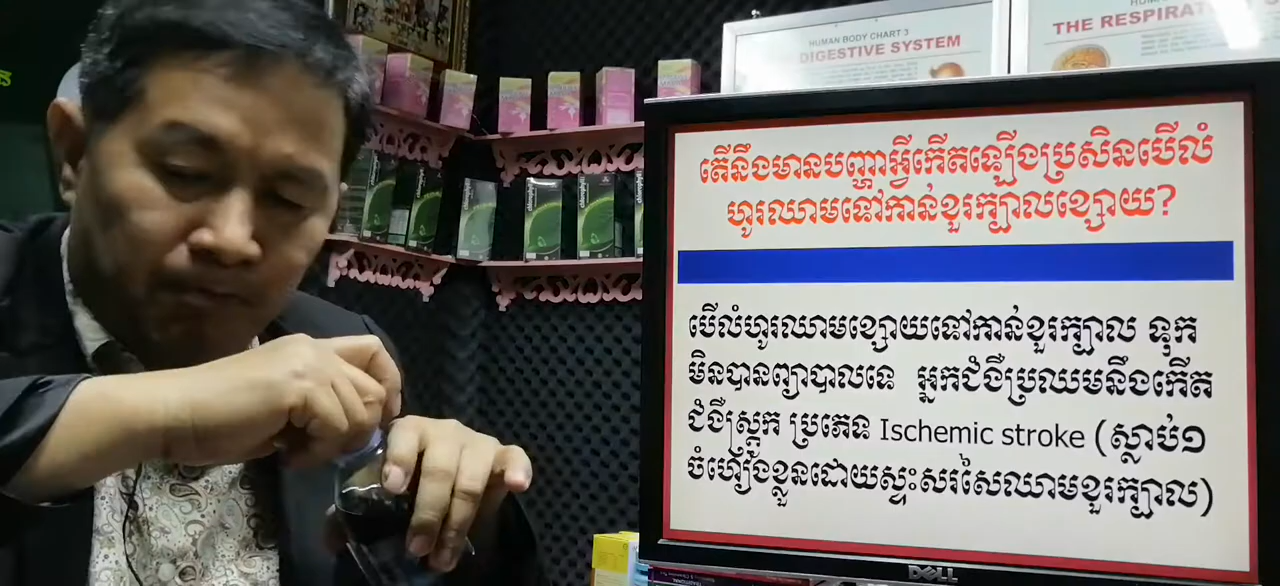 HUMAN BODY CHART 3
DIGESTIVE SYSTEM
THE RESPIRAT
តើនឹងមានបញ្ហាអ្វីកើតឡើងប្រសិនបើលំ
ហូរឈាមទៅកាន់ខួរក្បាលខ្សោយ?
បើលំហូរឈាមខ្សោយទៅកាន់ខួរក្បាល ទុក
មិនបានព្យាបាលទេ អ្នកជំងឺប្រឈមនឹងកើត
ជំងឺស្ត្រុក ប្រភេទ Ischemic stroke (ស្លាប់១
ចំហៀងខ្លួនដោយស្ទះសរសៃឈាមខួរក្បាល)
DELL